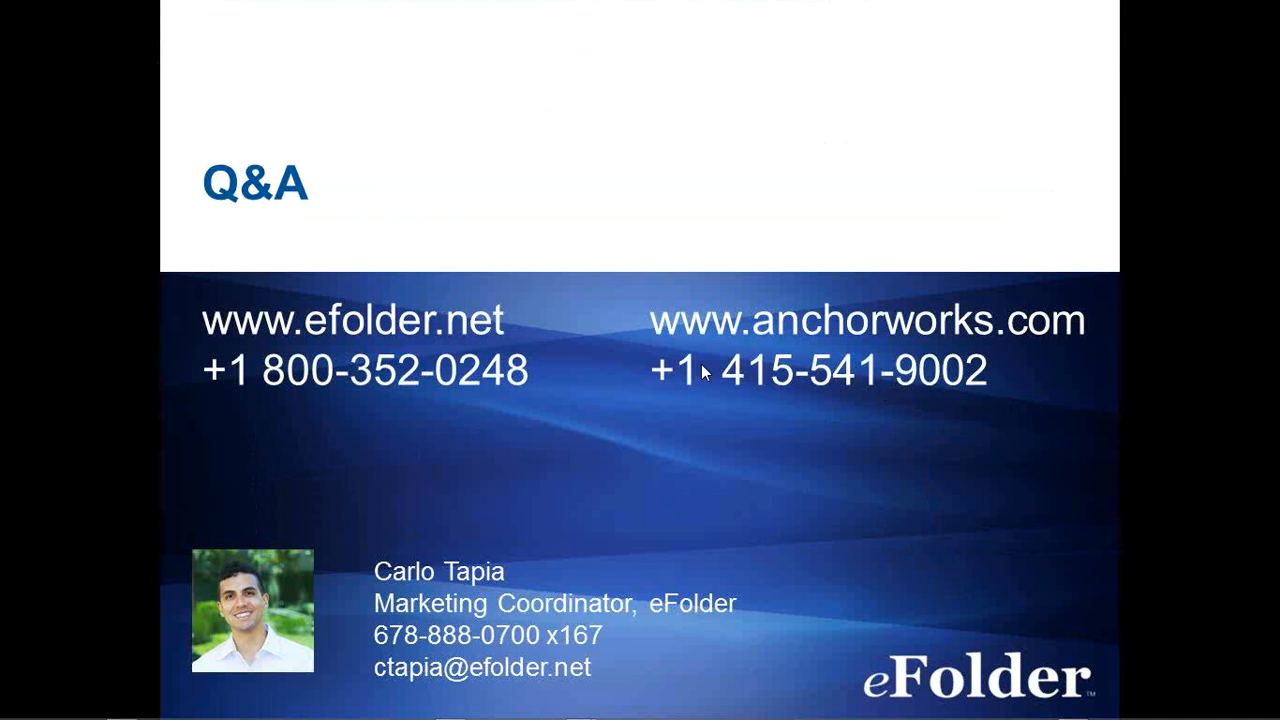 Q&A
www.efolder.net
+1 800-352-0248
www.anchorworks.com
+1 415-541-9002
Carlo Tapia
Marketing Coordinator, eFolder
678-888-0700 x167
ctapia@efolder.net
eFolder™